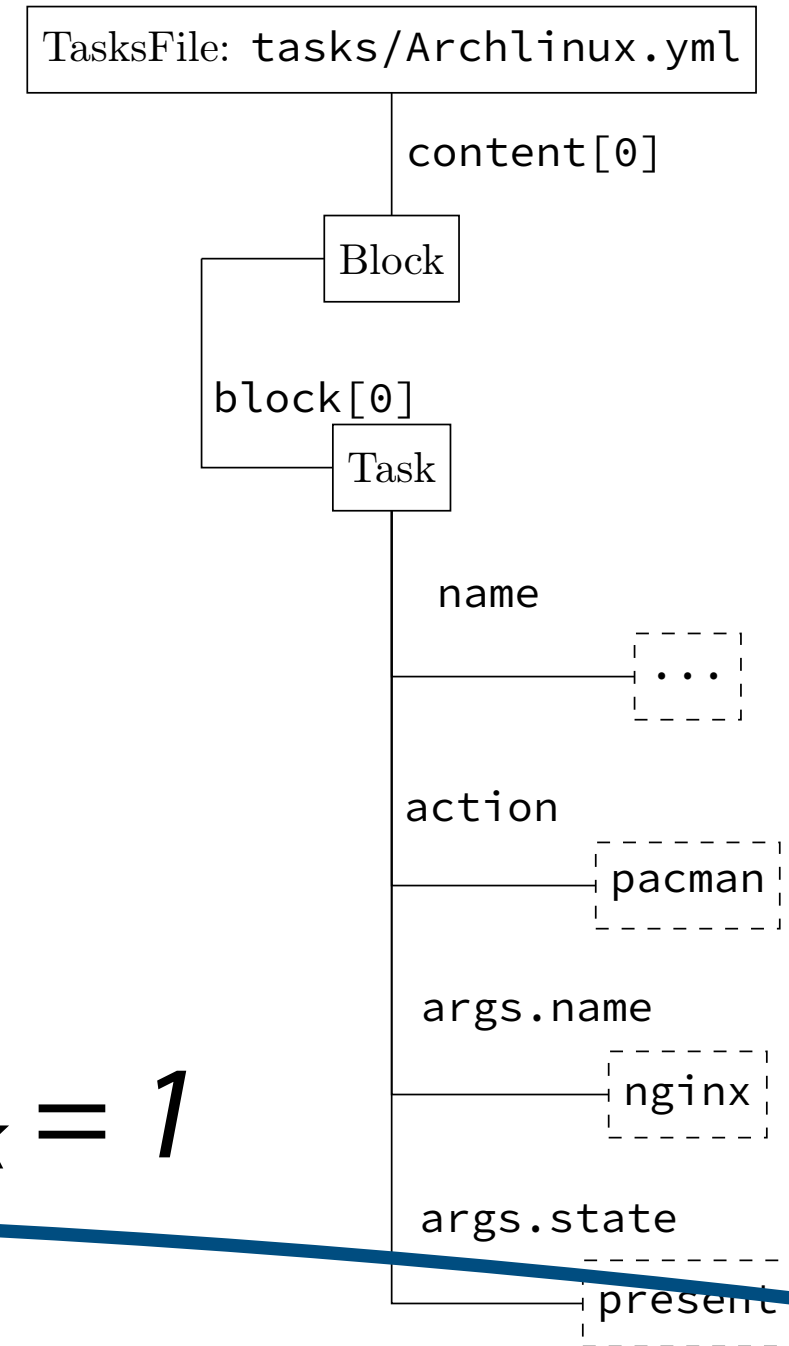 TasksFile: tasks/Archlinux.yml
content[0]
Block
block[0]
Task
name
...
action
pacman
args.name
nginx
= 1
args.state
present